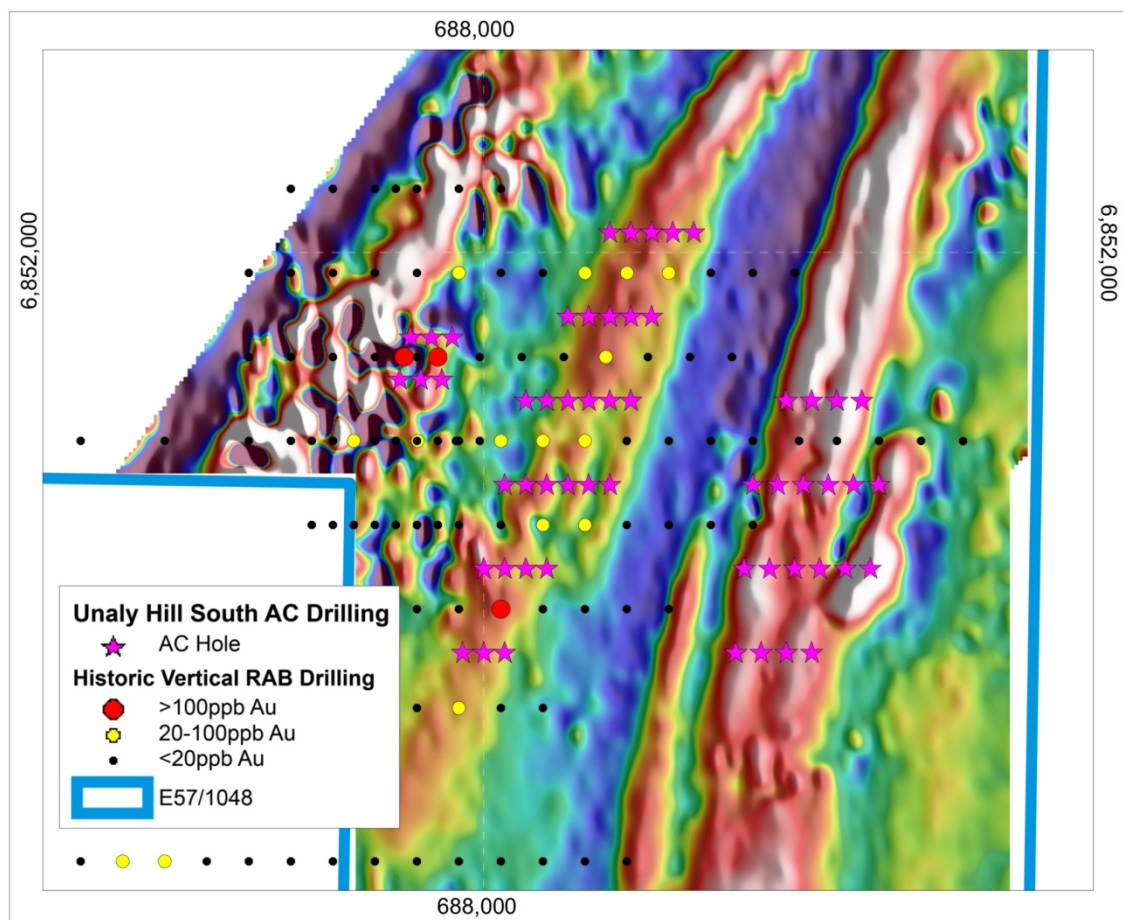 688,000
6,852,000
6,852,000
Unaly Hill South AC Drilling
AC Hole
Historic Vertical RAB Drilling
>100ppb Au
20-100ppb Au
<20ppb Au
E57/1048
688,000